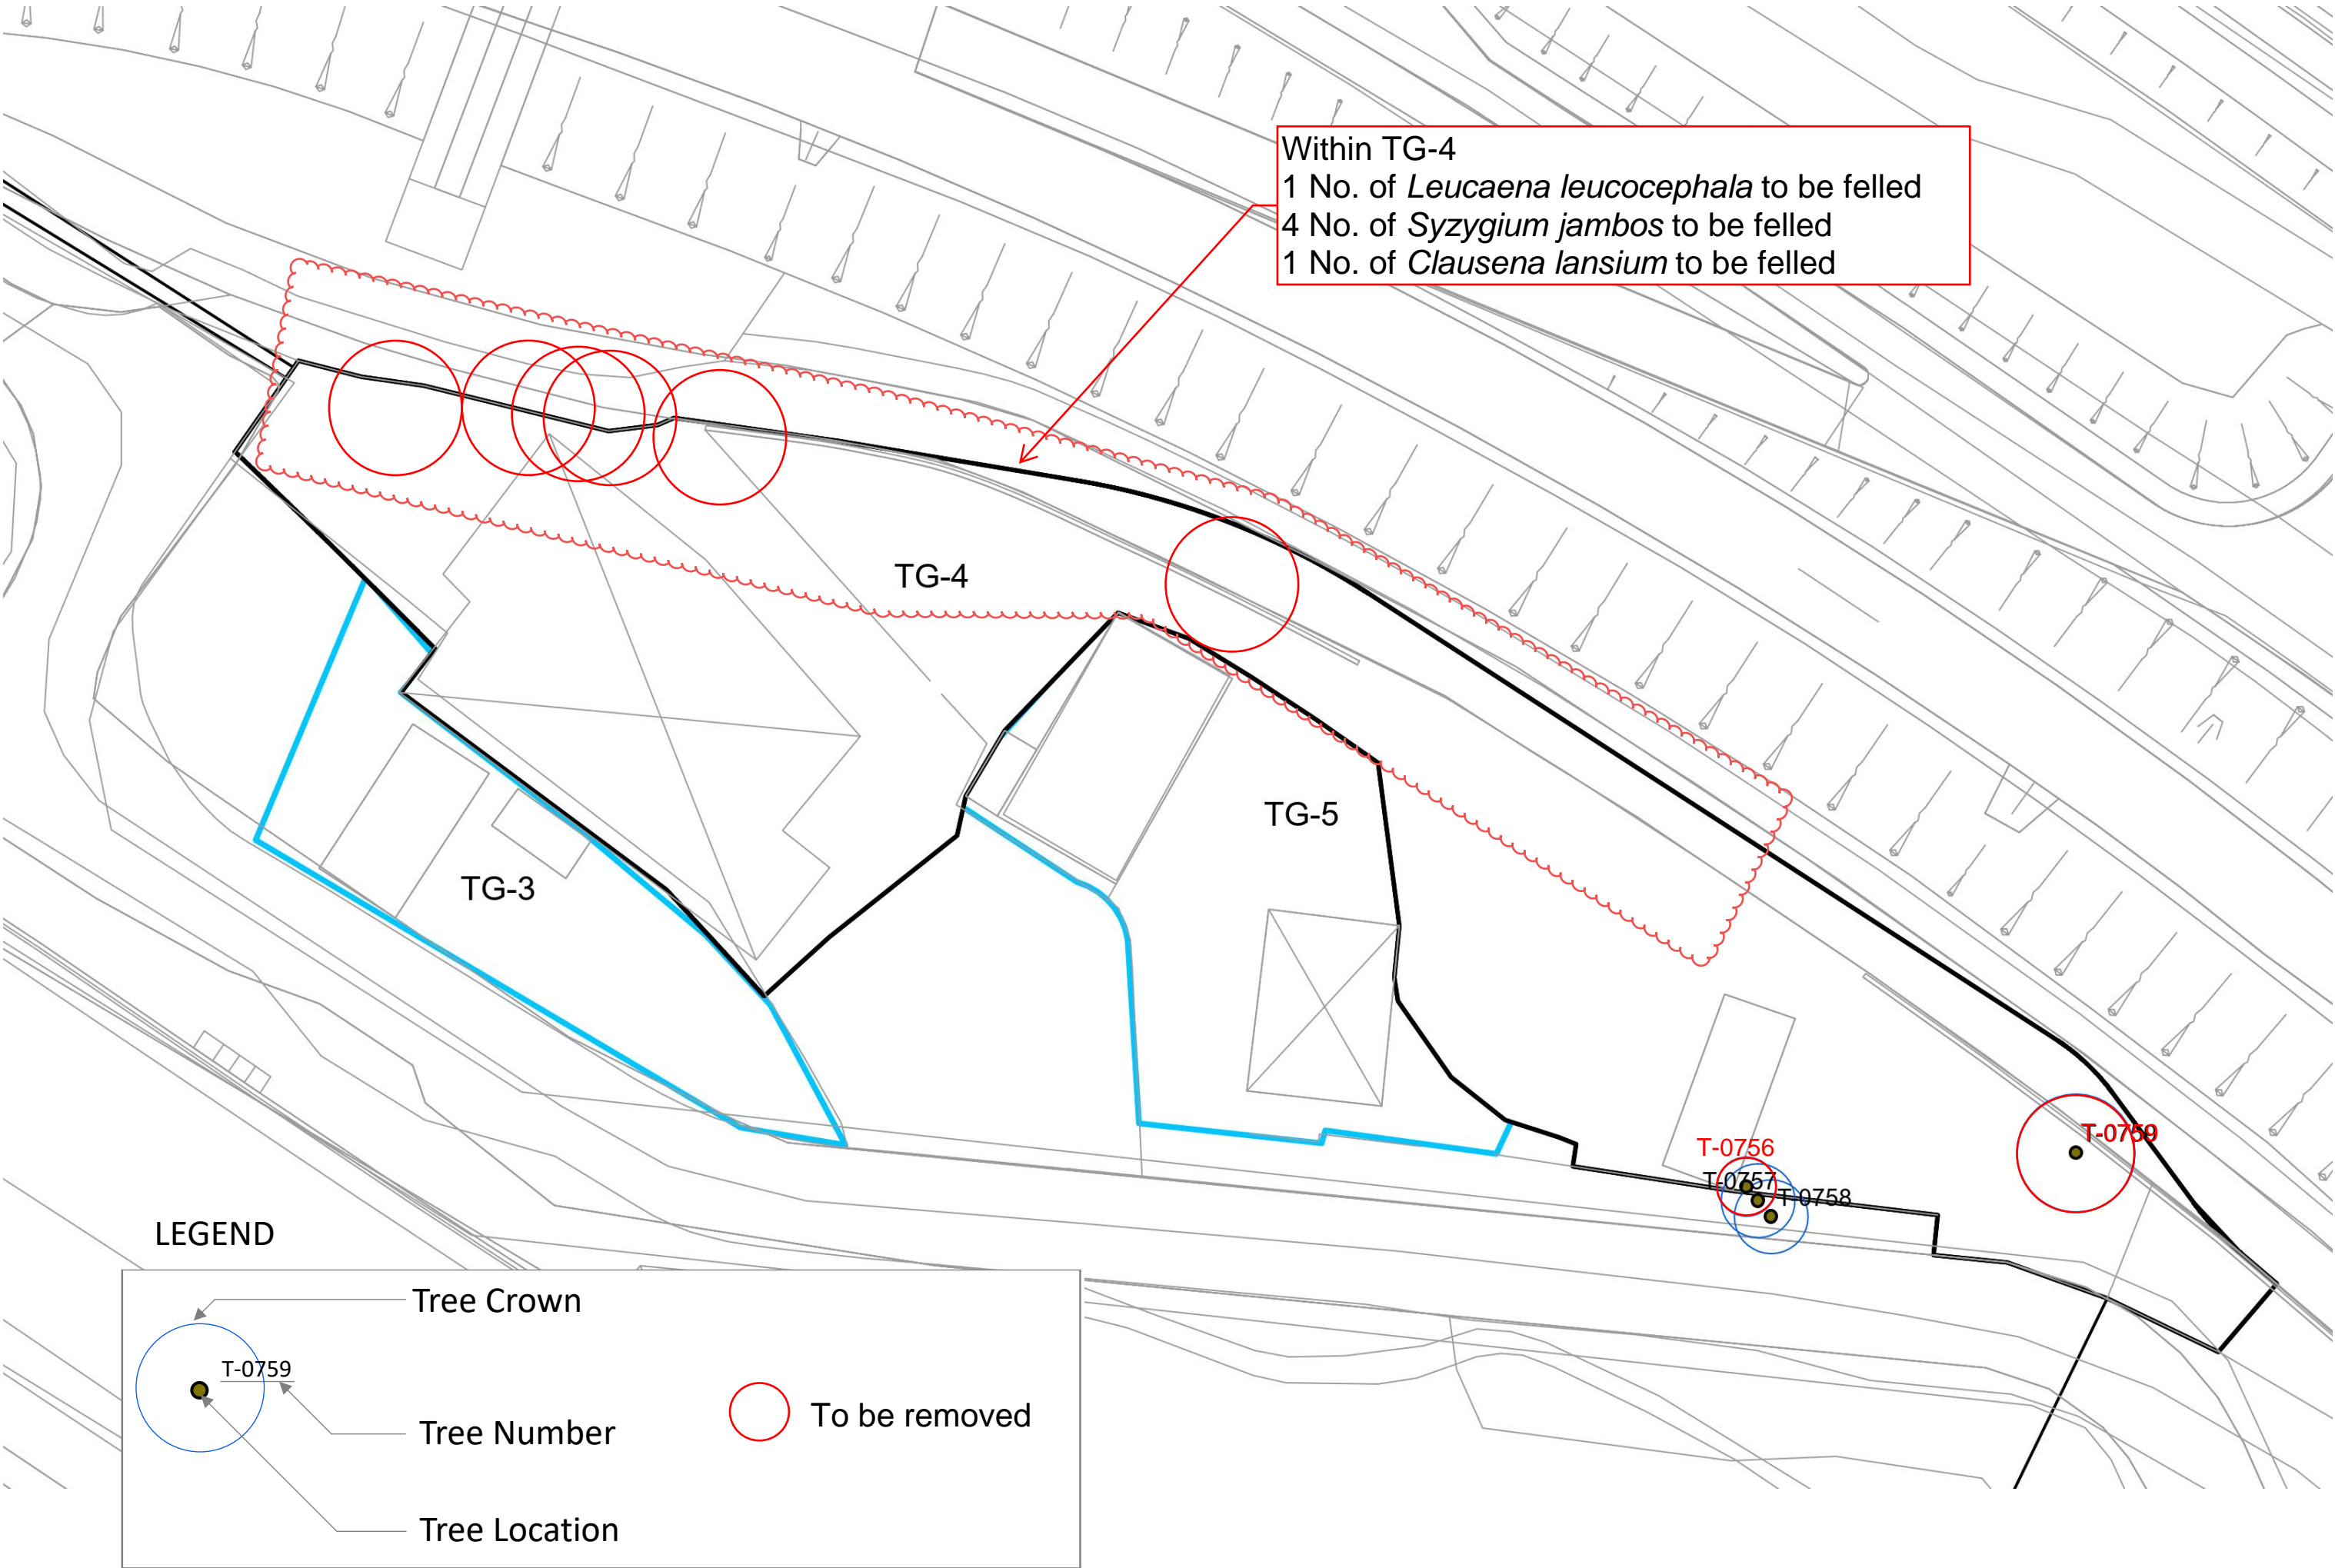 Within TG-4
1 No. of Leucaena leucocephala to be felled
4 No. of Syzygium jambos to be felled
1 No. of Clausena lansium to be felled
TG-4
TG-5
TG-3
T-0759
T-0756
T-0757
T-0758
LEGEND
Tree Crown
T-0759
To be removed
Tree Number
Tree Location